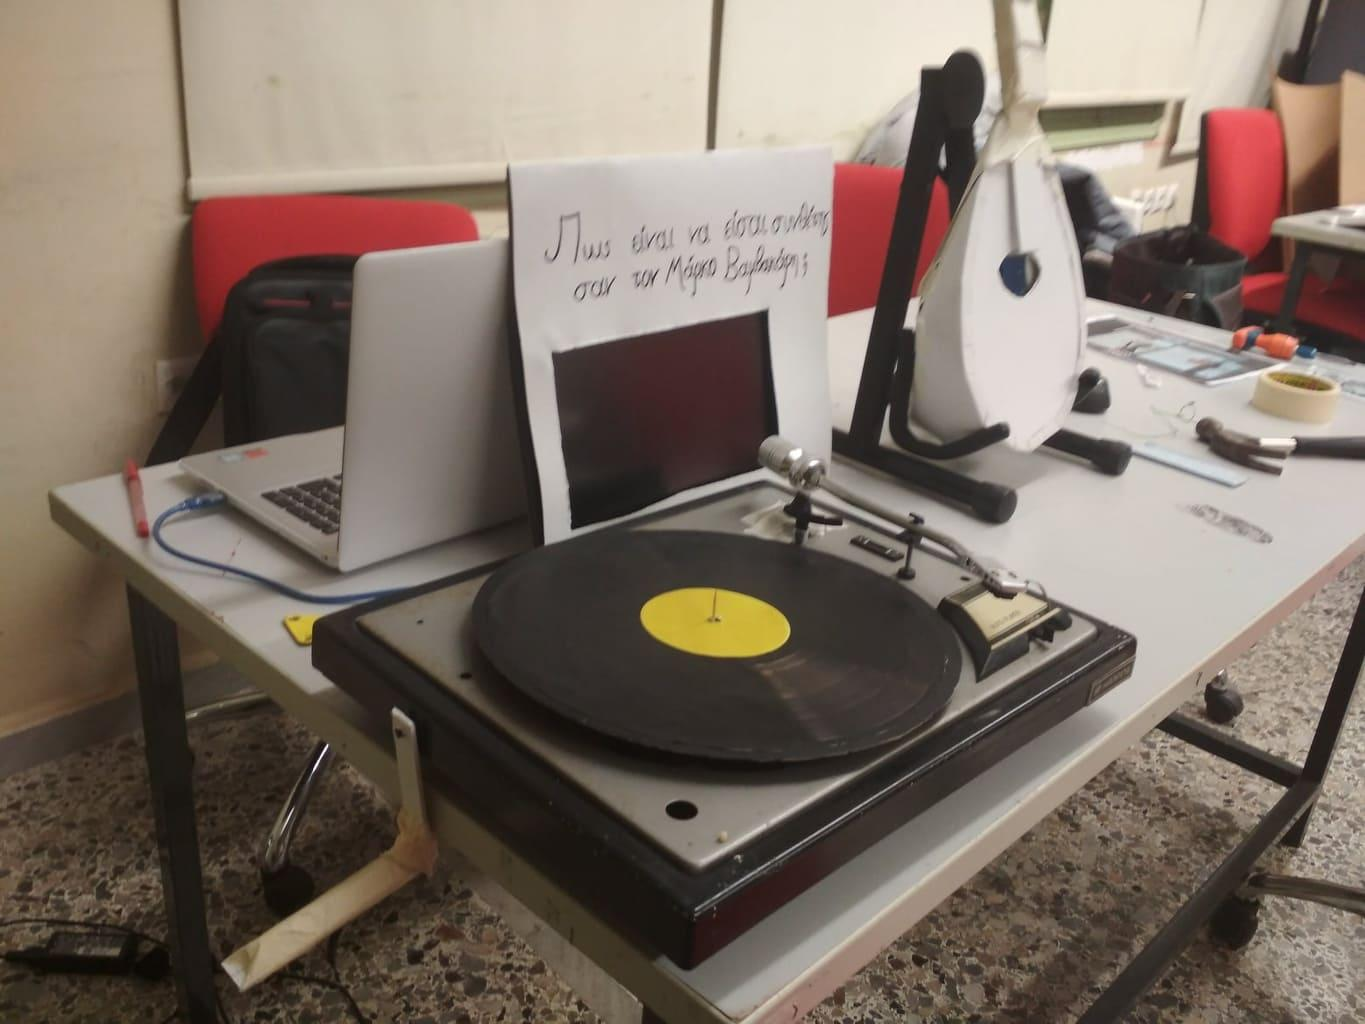 Πως είναι να είσαι συνθέτης
σαν τον Μάρκο Βαμβακάρη;